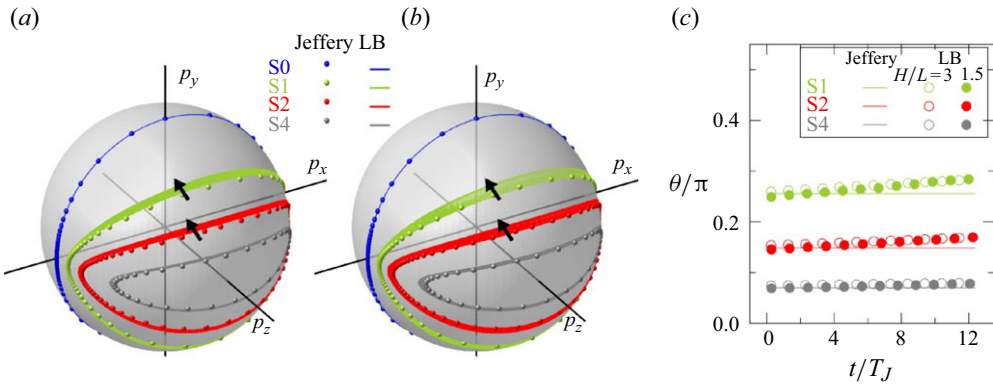 (a)
(b)
(c)
Jeffery LB
S0
S1
S2
S4
p_y
p_x
p_z
p_y
p_x
p_z
θ/π
0.4
0.2
0
0 4 8 12
t/T_J
Jeffery LB
H/L=3 1.5
S1
S2
S4